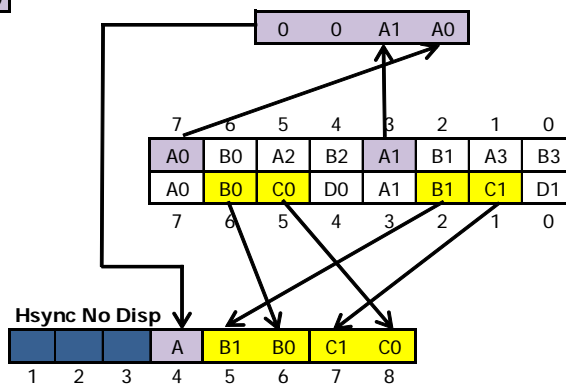 0 0 A1 A0
7 6 5 4 3 2 1 0
A0 B0 A2 B2 A1 B1 A3 B3
A0 B0 C0 D0 A1 B1 C1 D1
7 6 5 4 3 2 1 0
Hsync No Disp
A B1 B0 C1 C0
1 2 3 4 5 6 7 8